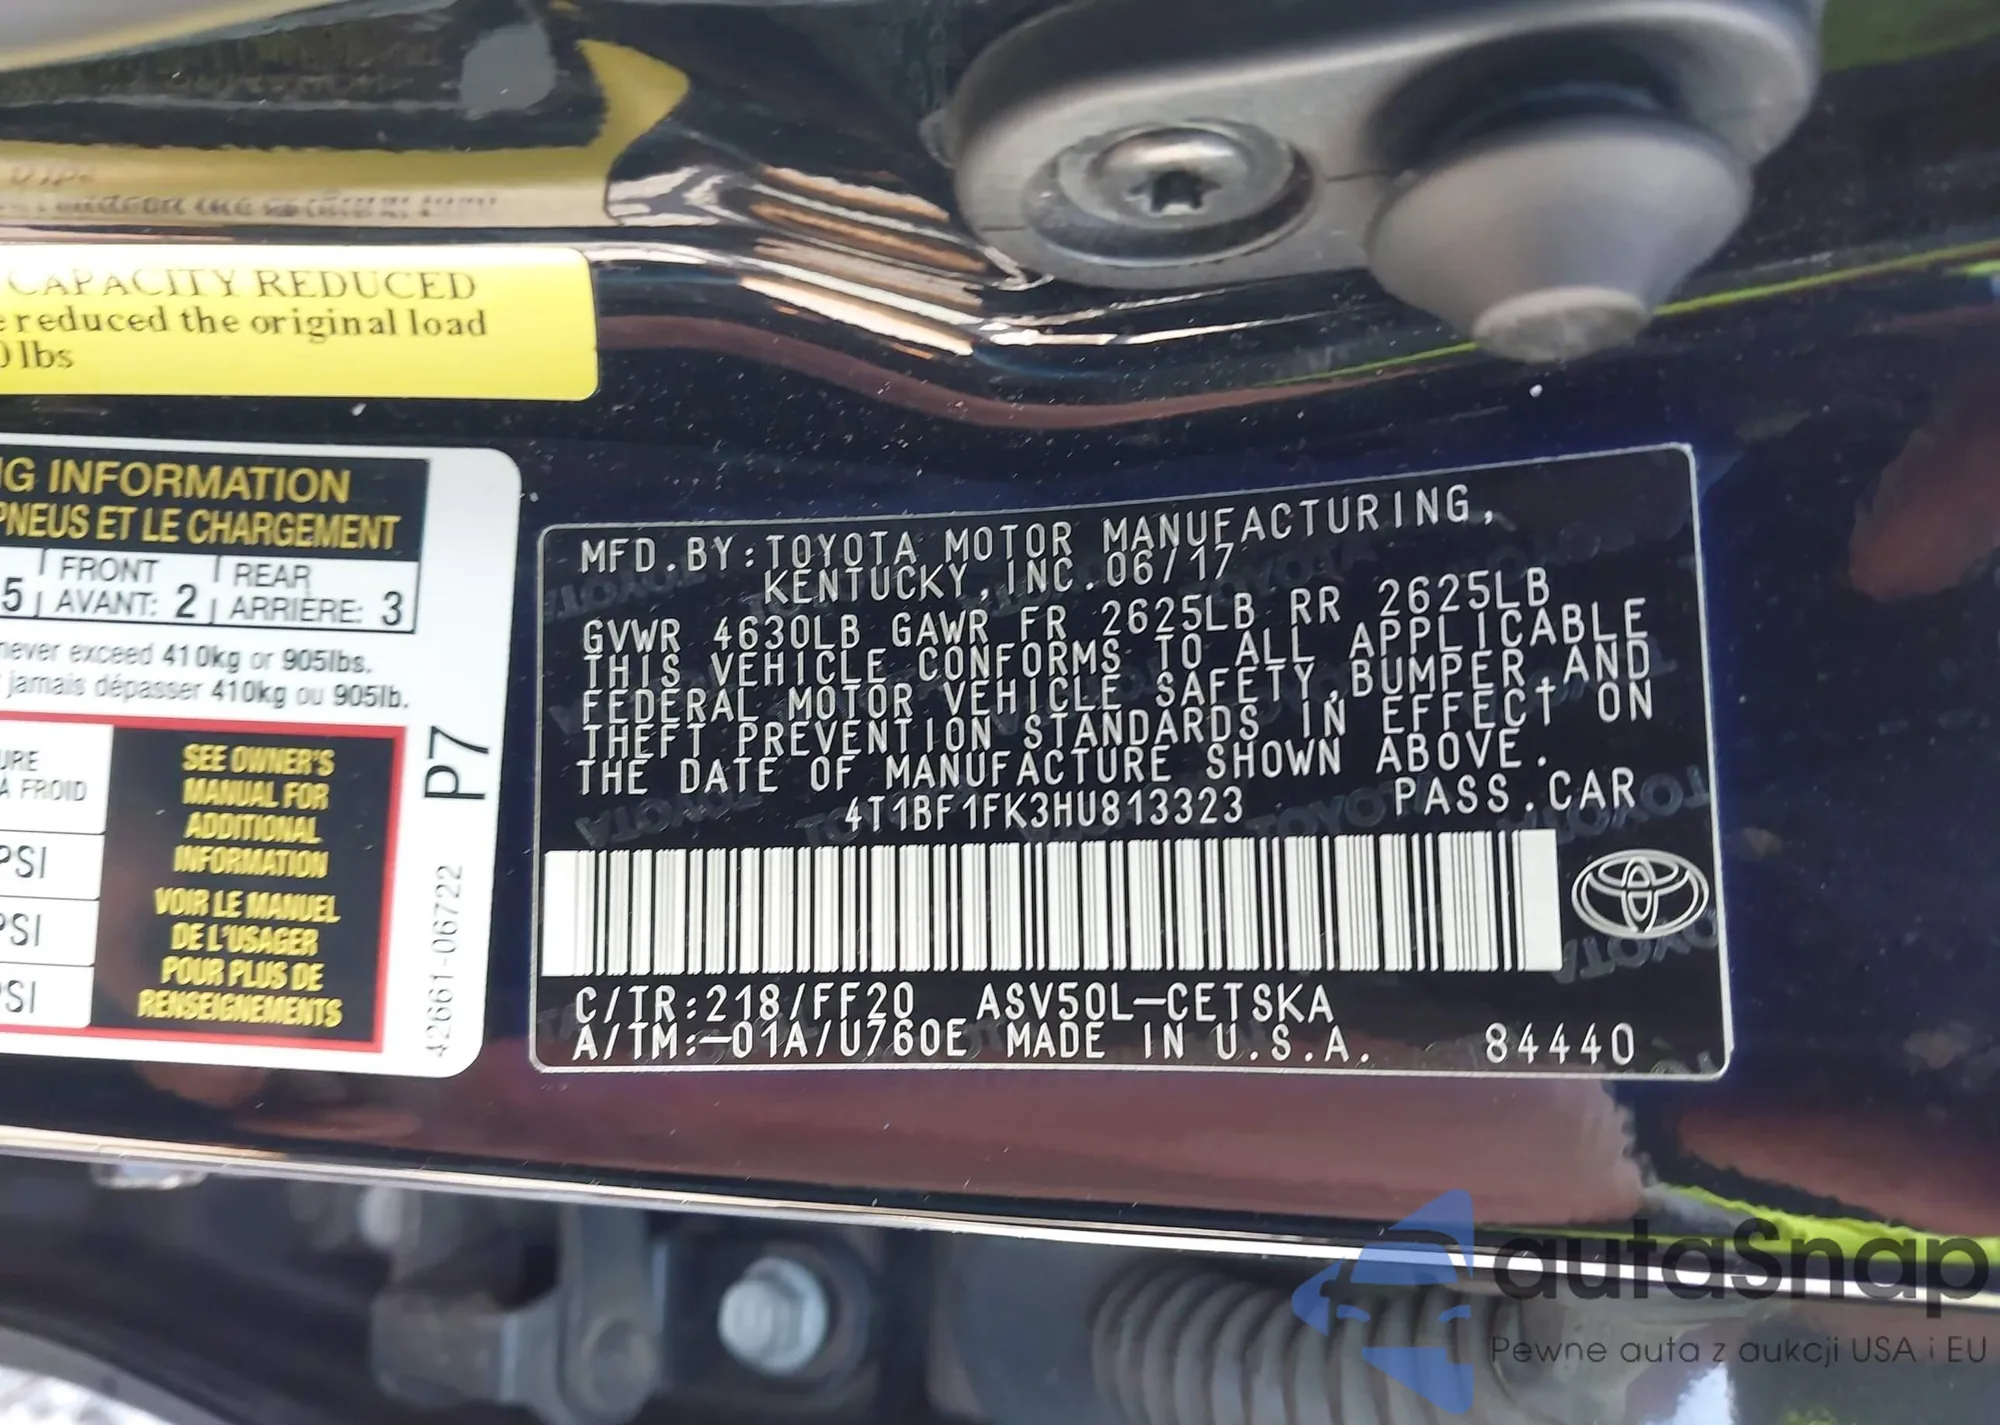 CAPACITY REDUCED
reduced the original load
lbs
INFORMATION
PNEUS ET LE CHARGEMENT
5 FRONT AVANT: 2 REAR ARRIÈRE: 3
never exceed 410kg or 905lbs.
jamais dépasser 410kg ou 905lb.
A FROID
PSI
PSI
PSI
SEE OWNER'S
MANUAL FOR
ADDITIONAL
INFORMATION
VOIR LE MANUEL
DE L'USAGER
POUR PLUS DE
RENSEIGNEMENTS
P7
42661-06722
MFD.BY:TOYOTA MOTOR MANUFACTURING,
KENTUCKY,INC.06/17
GVWR 4630LB GAWR FR 2625LB RR 2625LB
THIS VEHICLE CONFORMS TO ALL APPLICABLE
FEDERAL MOTOR VEHICLE SAFETY,BUMPER,AND
THEFT PREVENTION STANDARDS IN EFFECT ON
THE DATE OF MANUFACTURE SHOWN ABOVE.
4T1BF1FK3HU813323 PASS.CAR
C/TR:218/FF20 ASV50L-CETSKA
A/TM:-01A/U760E MADE IN U.S.A. 84440
autaSnap
Pewne auta z aukcji USA i EU